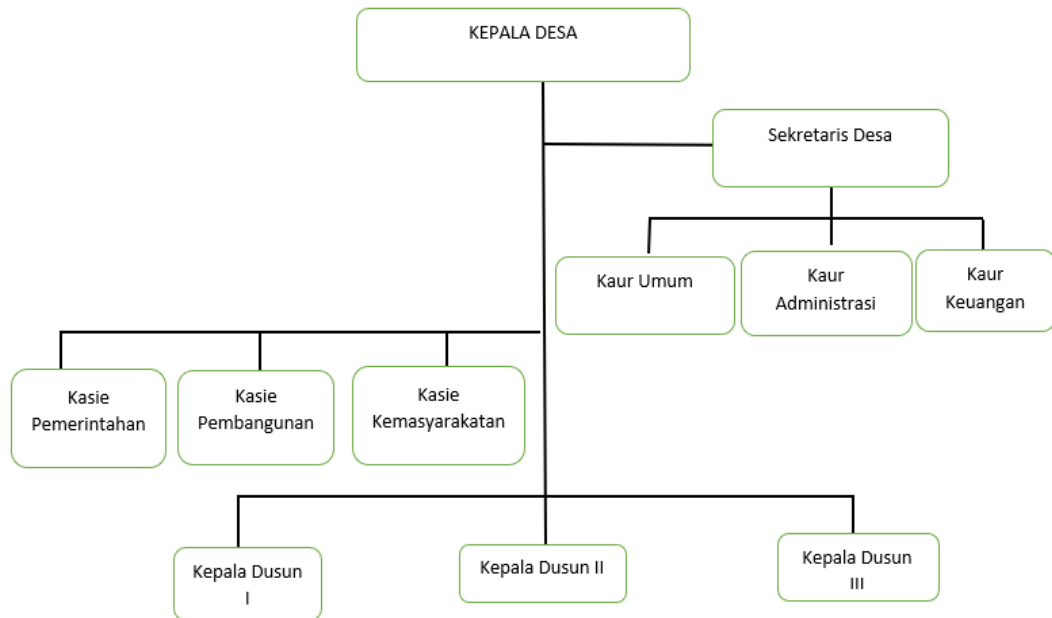 KEPALA DESA
Sekretaris Desa
Kaur Umum
Kaur
Administrasi
Kaur
Keuangan
Kasie
Pemerintahan
Kasie
Pembangunan
Kasie
Kemasyarakatan
Kepala Dusun
I
Kepala Dusun II
Kepala Dusun
III